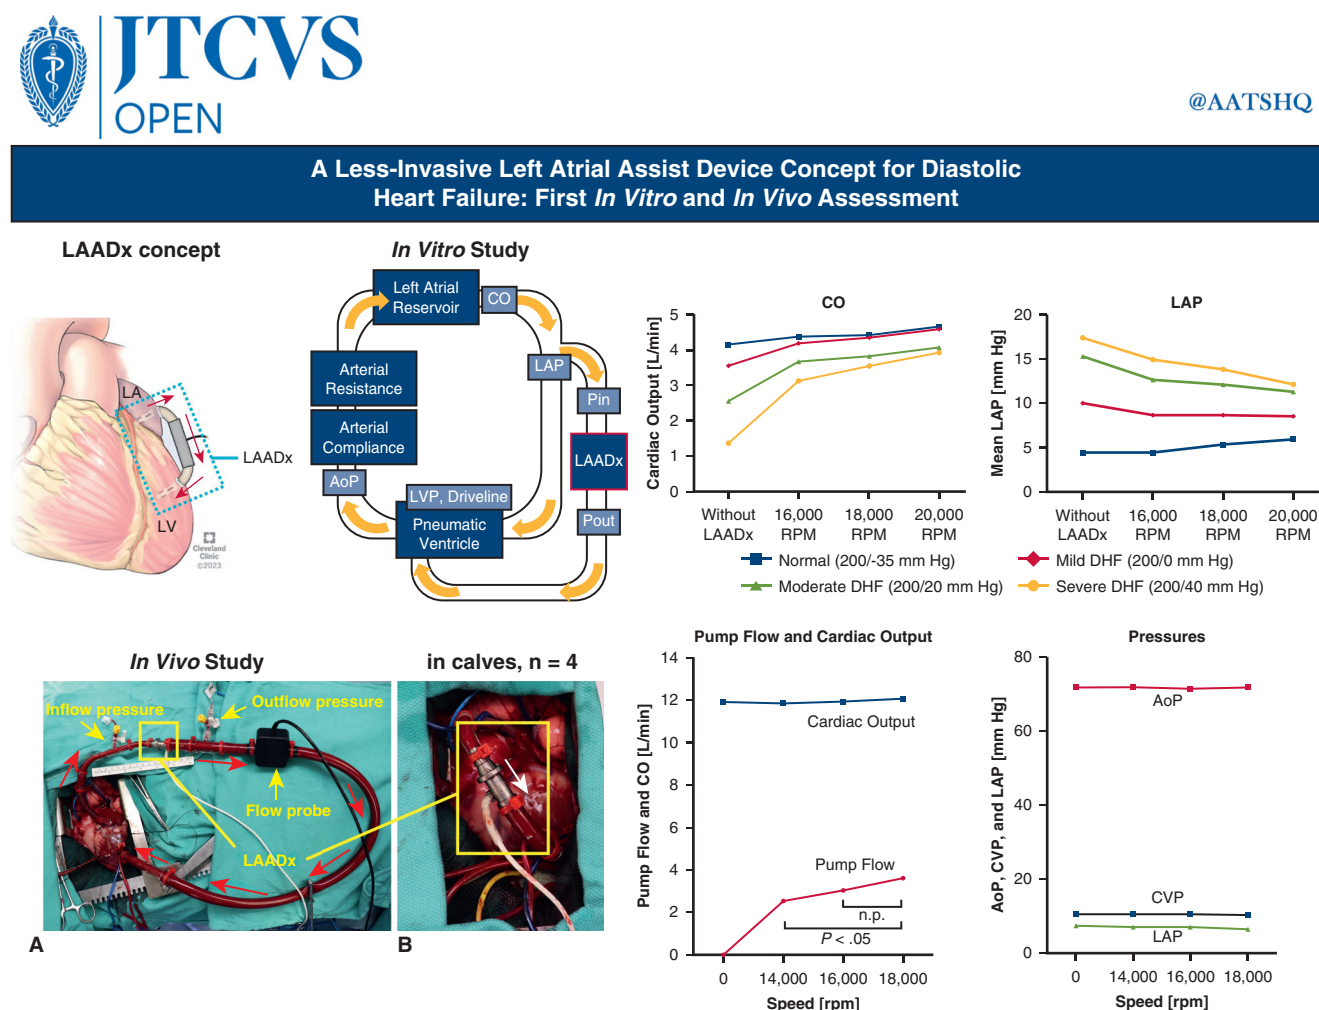 JTCVS
OPEN
@AATSHQ
A Less-Invasive Left Atrial Assist Device Concept for Diastolic
Heart Failure: First In Vitro and In Vivo Assessment
LAADx concept
LA
LV
LAADx
Cleveland
Clinic
©2023
In Vitro Study
Left Atrial
Reservoir
CO
LAP
Pin
Arterial
Resistance
Arterial
Compliance
LAADx
AoP
LVP, Driveline
Pneumatic
Ventricle
Pout
CO
Cardiac Output [L/min]
5
4
3
2
1
0
Without
LAADx
16,000
RPM
18,000
RPM
20,000
RPM
LAP
Mean LAP [mm Hg]
20
15
10
5
0
Without
LAADx
16,000
RPM
18,000
RPM
20,000
RPM
Normal (200/-35 mm Hg)
Mild DHF (200/0 mm Hg)
Moderate DHF (200/20 mm Hg)
Severe DHF (200/40 mm Hg)
In Vivo Study
in calves, n = 4
Inflow pressure
Outflow pressure
Flow probe
LAADx
A
B
Pump Flow and Cardiac Output
Pump Flow and CO [L/min]
14
12
10
8
6
4
2
0
Cardiac Output
Pump Flow
n.p.
P < .05
0
14,000
16,000
18,000
Speed [rpm]
Pressures
AoP, CVP, and LAP [mm Hg]
80
60
40
20
0
AoP
CVP
LAP
0
14,000
16,000
18,000
Speed [rpm]